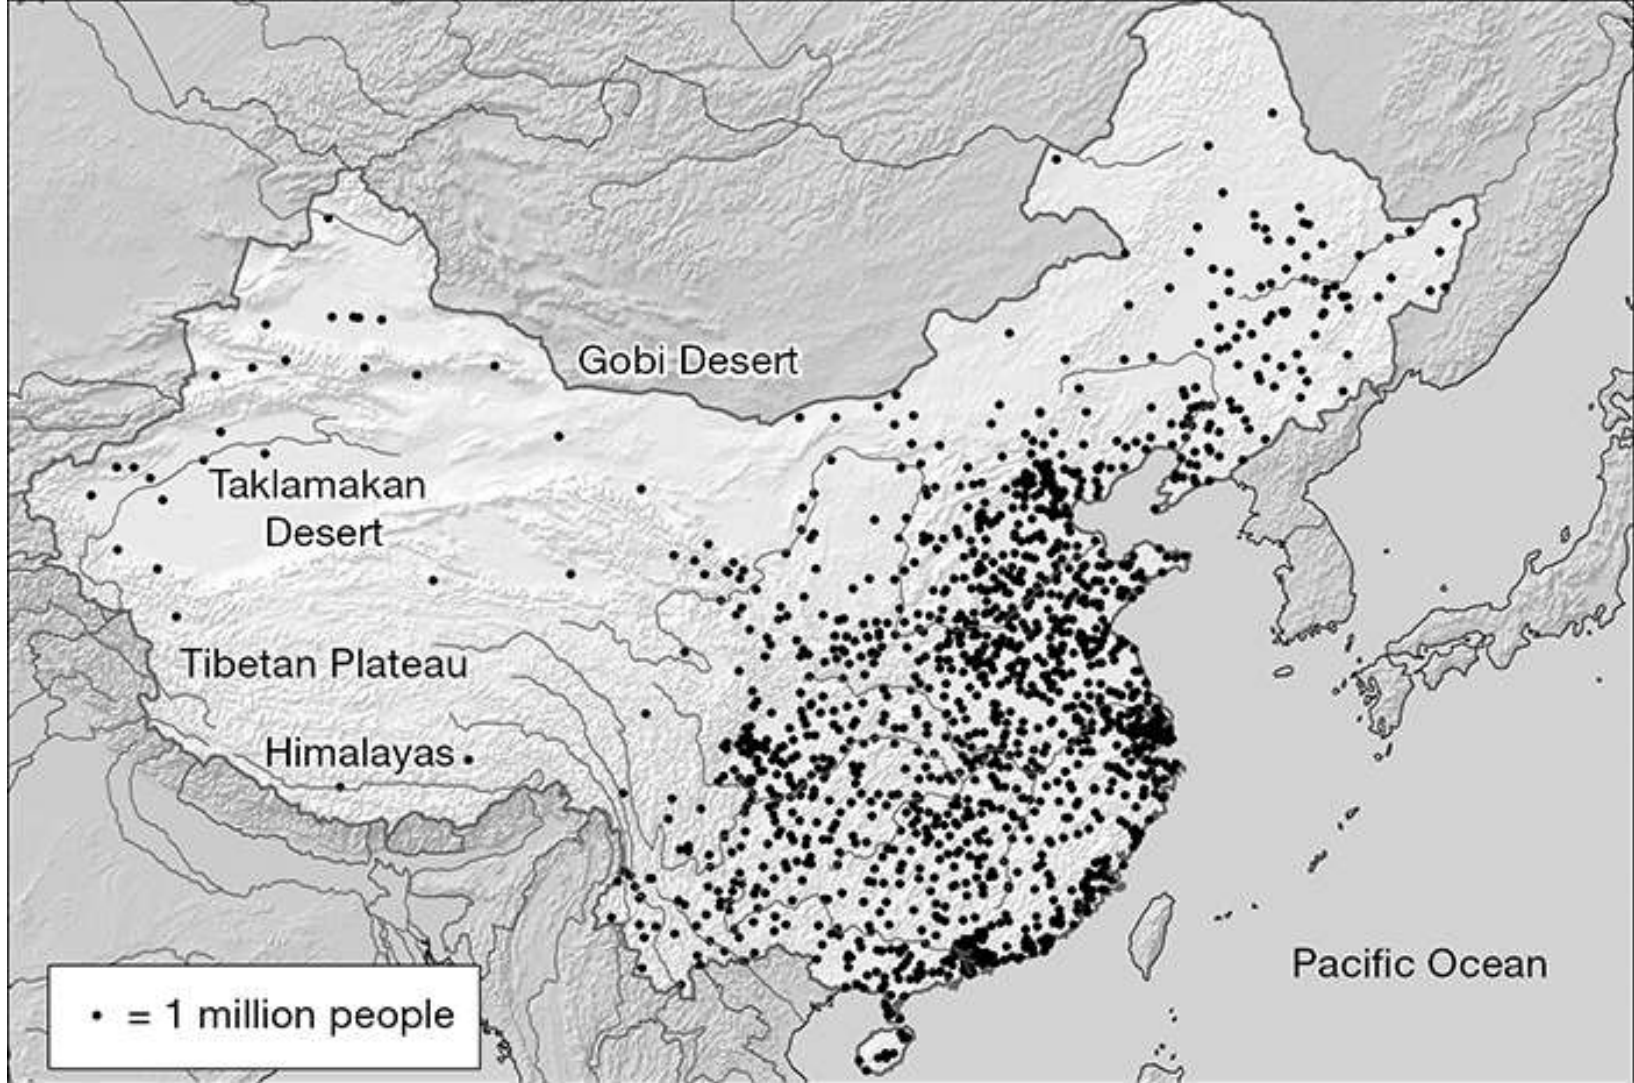 Gobi Desert
Taklamakan
Desert
Tibetan Plateau
Himalayas
Pacific Ocean
• = 1 million people